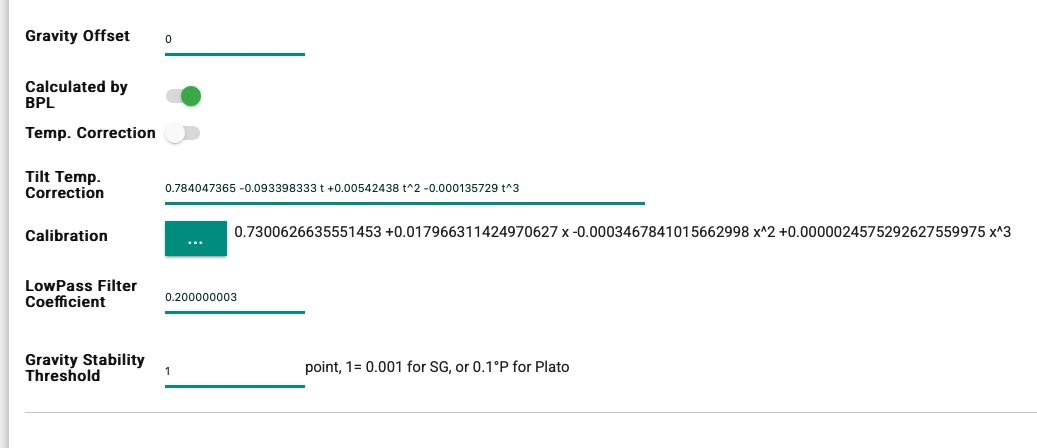 Gravity Offset 0
Calculated by
BPL
Temp. Correction
Tilt Temp.
Correction 0.784047365 -0.093398333 t +0.00542438 t^2 -0.000135729 t^3
Calibration ... 0.7300626635551453 +0.017966311424970627 x -0.0003467841015662998 x^2 +0.0000024575292627559975 x^3
LowPass Filter
Coefficient 0.200000003
Gravity Stability
Threshold 1 point, 1= 0.001 for SG, or 0.1°P for Plato